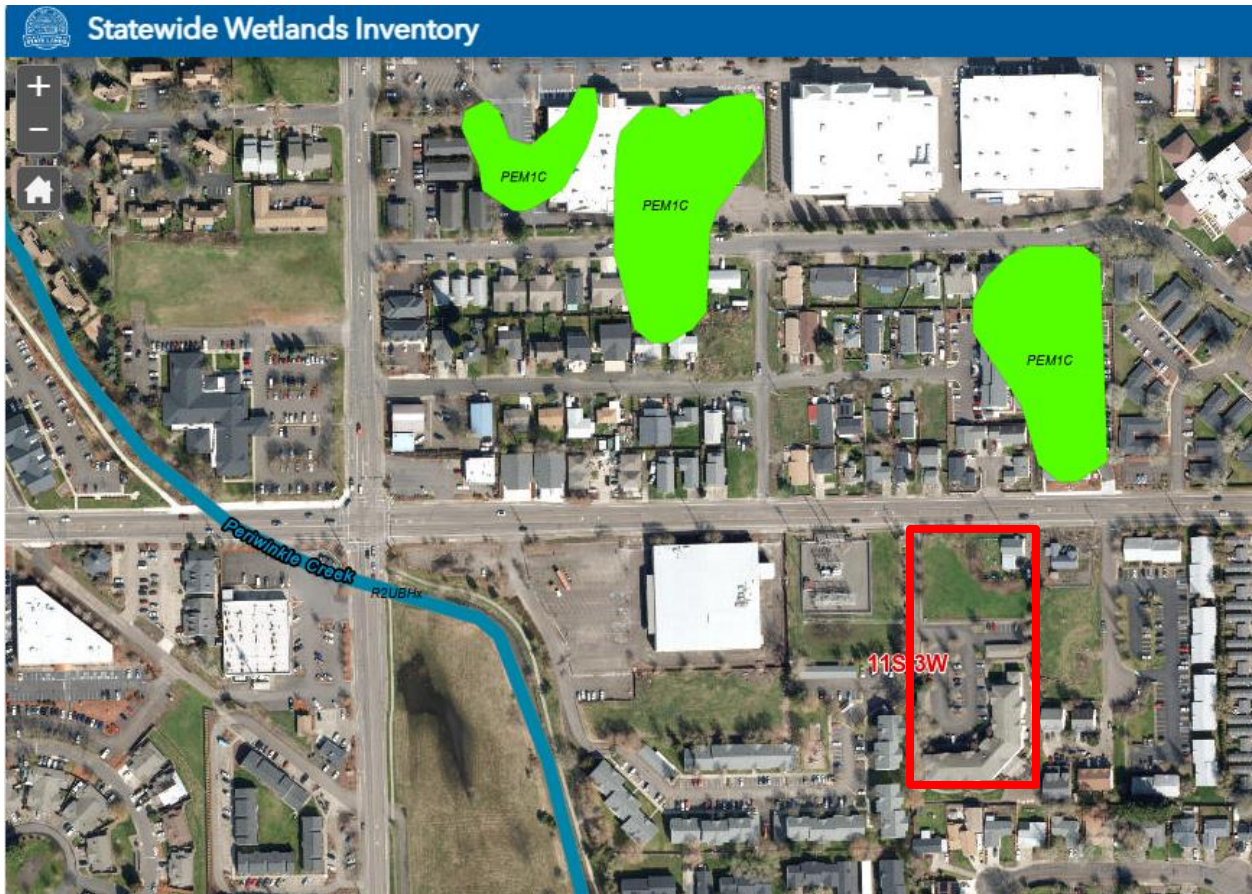 Statewide Wetlands Inventory
+
−
PEM1C
PEM1C
PEM1C
Periwinkle Creek
R2UBHx
11S 3W